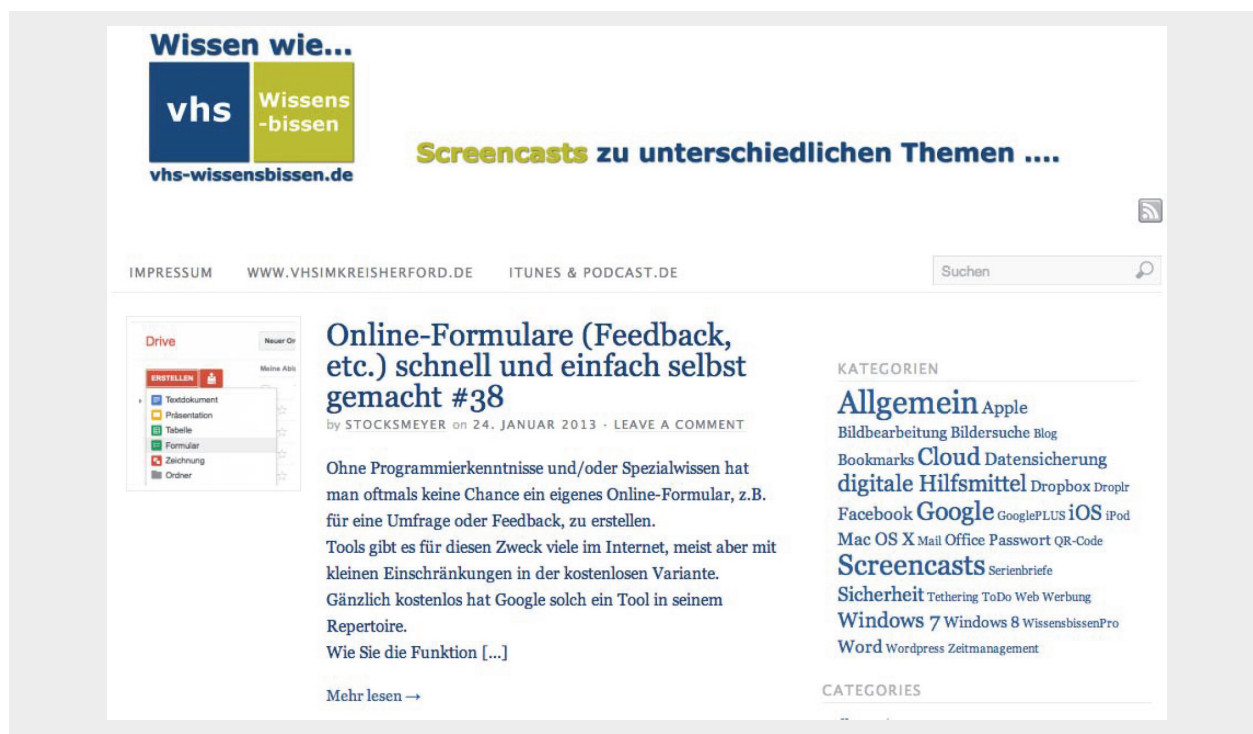 Wissen wie...
vhs
Wissens
-bissen
vhs-wissensbissen.de
Screencasts zu unterschiedlichen Themen ....
IMPRESSUM WWW.VHSIMKREISHERFORD.DE ITUNES & PODCAST.DE
Suchen
Drive
Neuer Or
ERSTELLEN
Meine Abl
Textdokument
Präsentation
Tabelle
Formular
Zeichnung
Ordner
Online-Formulare (Feedback,
etc.) schnell und einfach selbst
gemacht #38
by STOCKSMEYER on 24. JANUAR 2013 · LEAVE A COMMENT
Ohne Programmierkenntnisse und/oder Spezialwissen hat
man oftmals keine Chance ein eigenes Online-Formular, z.B.
für eine Umfrage oder Feedback, zu erstellen.
Tools gibt es für diesen Zweck viele im Internet, meist aber mit
kleinen Einschränkungen in der kostenlosen Variante.
Gänzlich kostenlos hat Google solch ein Tool in seinem
Repertoire.
Wie Sie die Funktion [...]
Mehr lesen →
KATEGORIEN
Allgemein Apple
Bildbearbeitung Bildersuche Blog
Bookmarks Cloud Datensicherung
digitale Hilfsmittel Dropbox Droplr
Facebook Google GooglePLUS iOS iPod
Mac OS X Mail Office Passwort QR-Code
Screencasts Serienbriefe
Sicherheit Tethering ToDo Web Werbung
Windows 7 Windows 8 WissensbissenPro
Word Wordpress Zeitmanagement
CATEGORIES